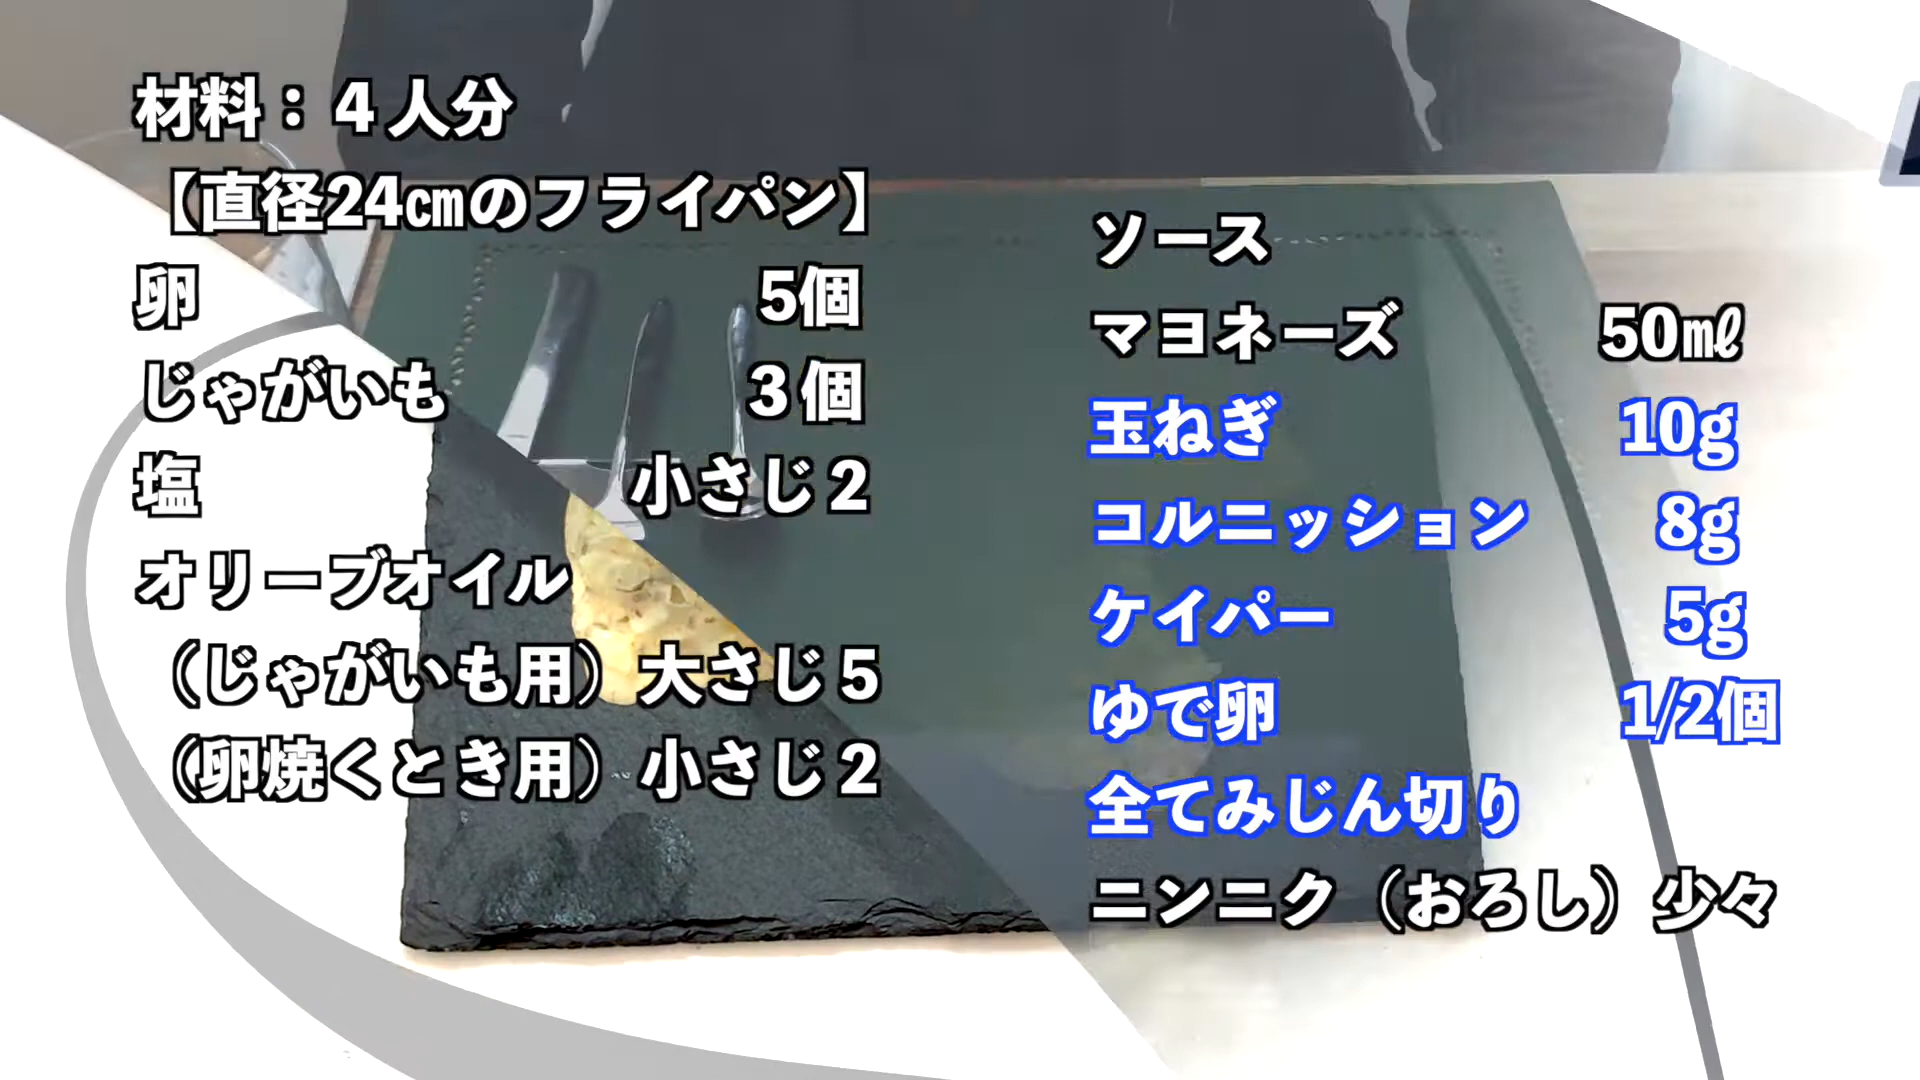 材料：４人分
【直径24㎝のフライパン】
卵 5個
じゃがいも ３個
塩 小さじ２
オリーブオイル
（じゃがいも用）大さじ５
（卵焼くとき用）小さじ２
ソース
マヨネーズ 50㎖
玉ねぎ 10g
コルニッション 8g
ケイパー 5g
ゆで卵 1/2個
全てみじん切り
ニンニク（おろし）少々